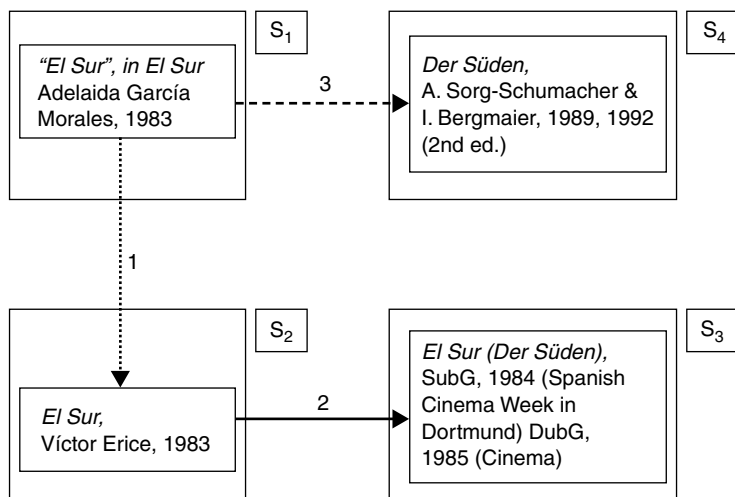 S₁
"El Sur", in El Sur
Adelaida García
Morales, 1983
3
S₄
Der Süden,
A. Sorg-Schumacher &
I. Bergmaier, 1989, 1992
(2nd ed.)
1
S₂
El Sur,
Víctor Erice, 1983
2
S₃
El Sur (Der Süden),
SubG, 1984 (Spanish
Cinema Week in
Dortmund) DubG,
1985 (Cinema)